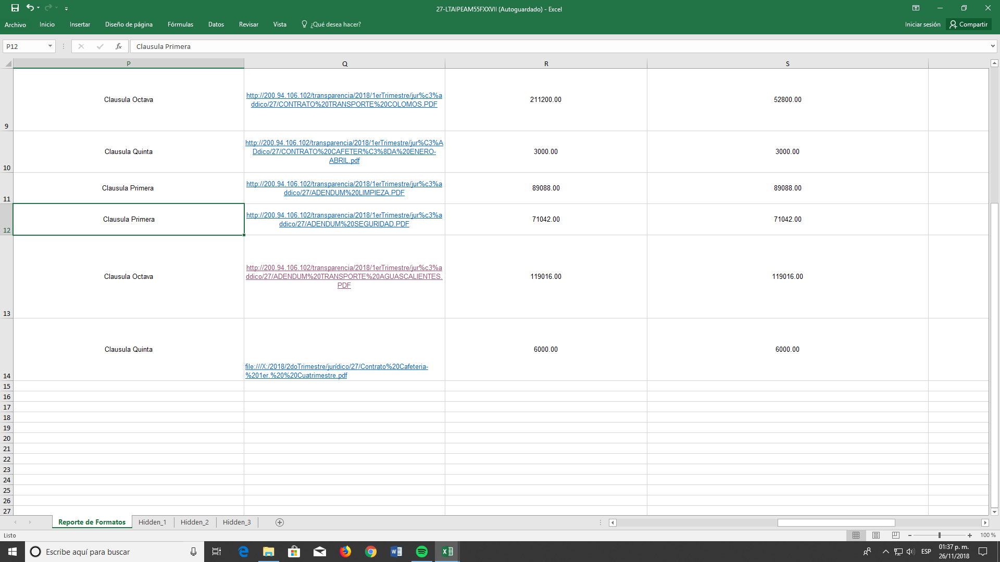 27-LTAIPEAM55FXXVII (Autoguardado) - Excel
Archivo Inicio Insertar Diseño de página Fórmulas Datos Revisar Vista ¿Qué desea hacer? Iniciar sesión Compartir
P12 fx Clausula Primera
P Q R S
Clausula Octava
http://200.94.106.102/transparencia/2018/1erTrimestre/jur%c3%a
ddico/27/CONTRATO%20TRANSPORTE%20COLOMOS.PDF
211200.00 52800.00
9
Clausula Quinta
http://200.94.106.102/transparencia/2018/1erTrimestre/jur%C3%A
Ddico/27/CONTRATO%20CAFETER%C3%8DA%20ENERO-
ABRIL.pdf
3000.00 3000.00
10
Clausula Primera
http://200.94.106.102/transparencia/2018/1erTrimestre/jur%c3%a
ddico/27/ADENDUM%20LIMPIEZA.PDF
89088.00 89088.00
11
Clausula Primera
http://200.94.106.102/transparencia/2018/1erTrimestre/jur%c3%a
ddico/27/ADENDUM%20SEGURIDAD.PDF
71042.00 71042.00
12
Clausula Octava
http://200.94.106.102/transparencia/2018/1erTrimestre/jur%c3%a
ddico/27/ADENDUM%20TRANSPORTE%20AGUASCALIENTES.
PDF
119016.00 119016.00
13
Clausula Quinta
file:///X:/2018/2doTrimestre/jurídico/27/Contrato%20Cafeteria-
%201er.%20%20Cuatrimestre.pdf
6000.00 6000.00
14
15
16
17
18
19
20
21
22
23
24
25
26
27
Reporte de Formatos Hidden_1 Hidden_2 Hidden_3
Listo 100 %
Escribe aquí para buscar
ESP
01:37 p. m.
26/11/2018